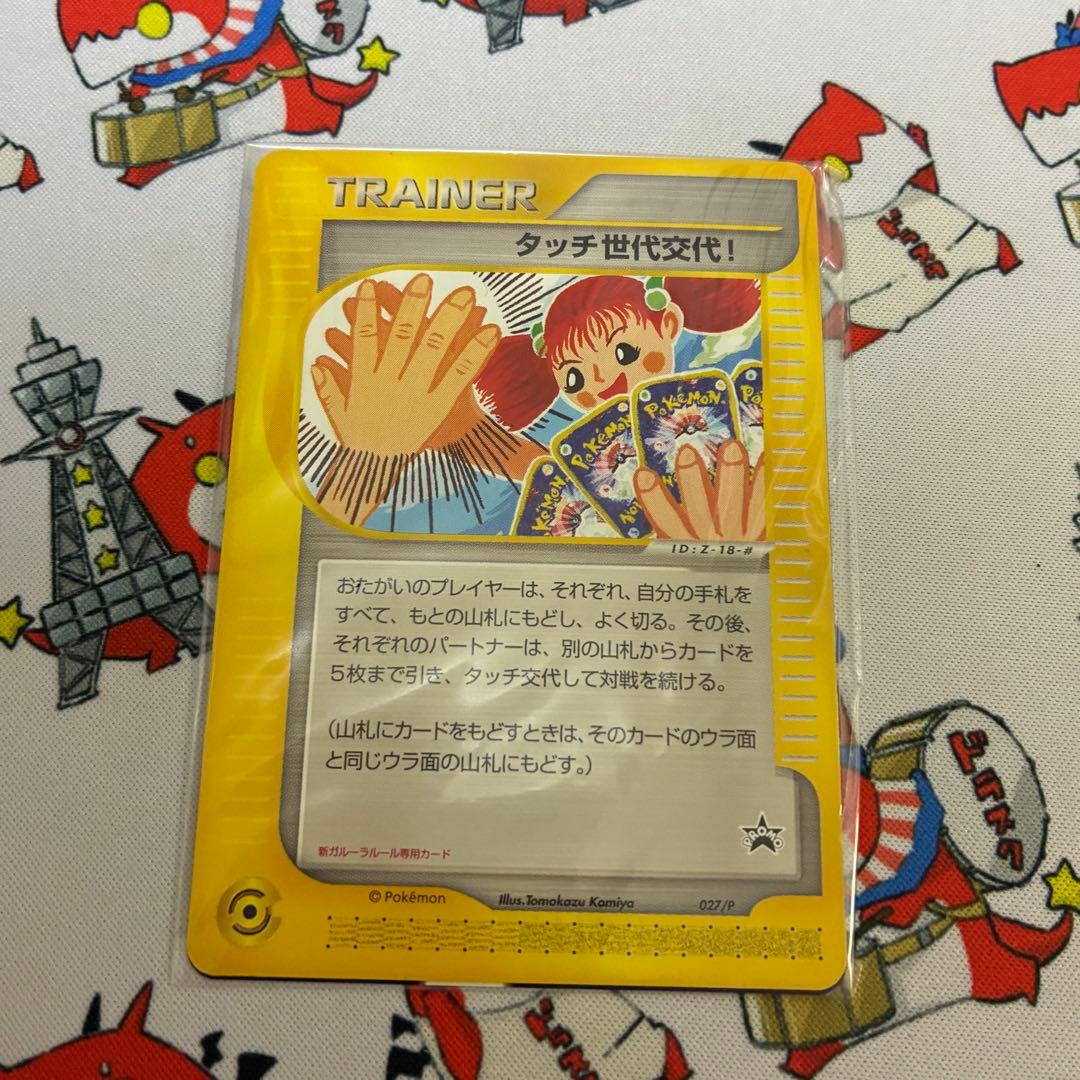 TRAINER
タッチ世代交代!
POKÉMON
POKÉMON
POKÉMON
ID:Z-18-#
おたがいのプレイヤーは、それぞれ、自分の手札を
すべて、もとの山札にもどし、よく切る。その後、
それぞれのパートナーは、別の山札からカードを
5枚まで引き、タッチ交代して対戦を続ける。
(山札にカードをもどすときは、そのカードのウラ面
と同じウラ面の山札にもどす。)
PROMO
新ガルーラルール専用カード
© Pokémon
Illus.Tomokazu Komiya
027/P